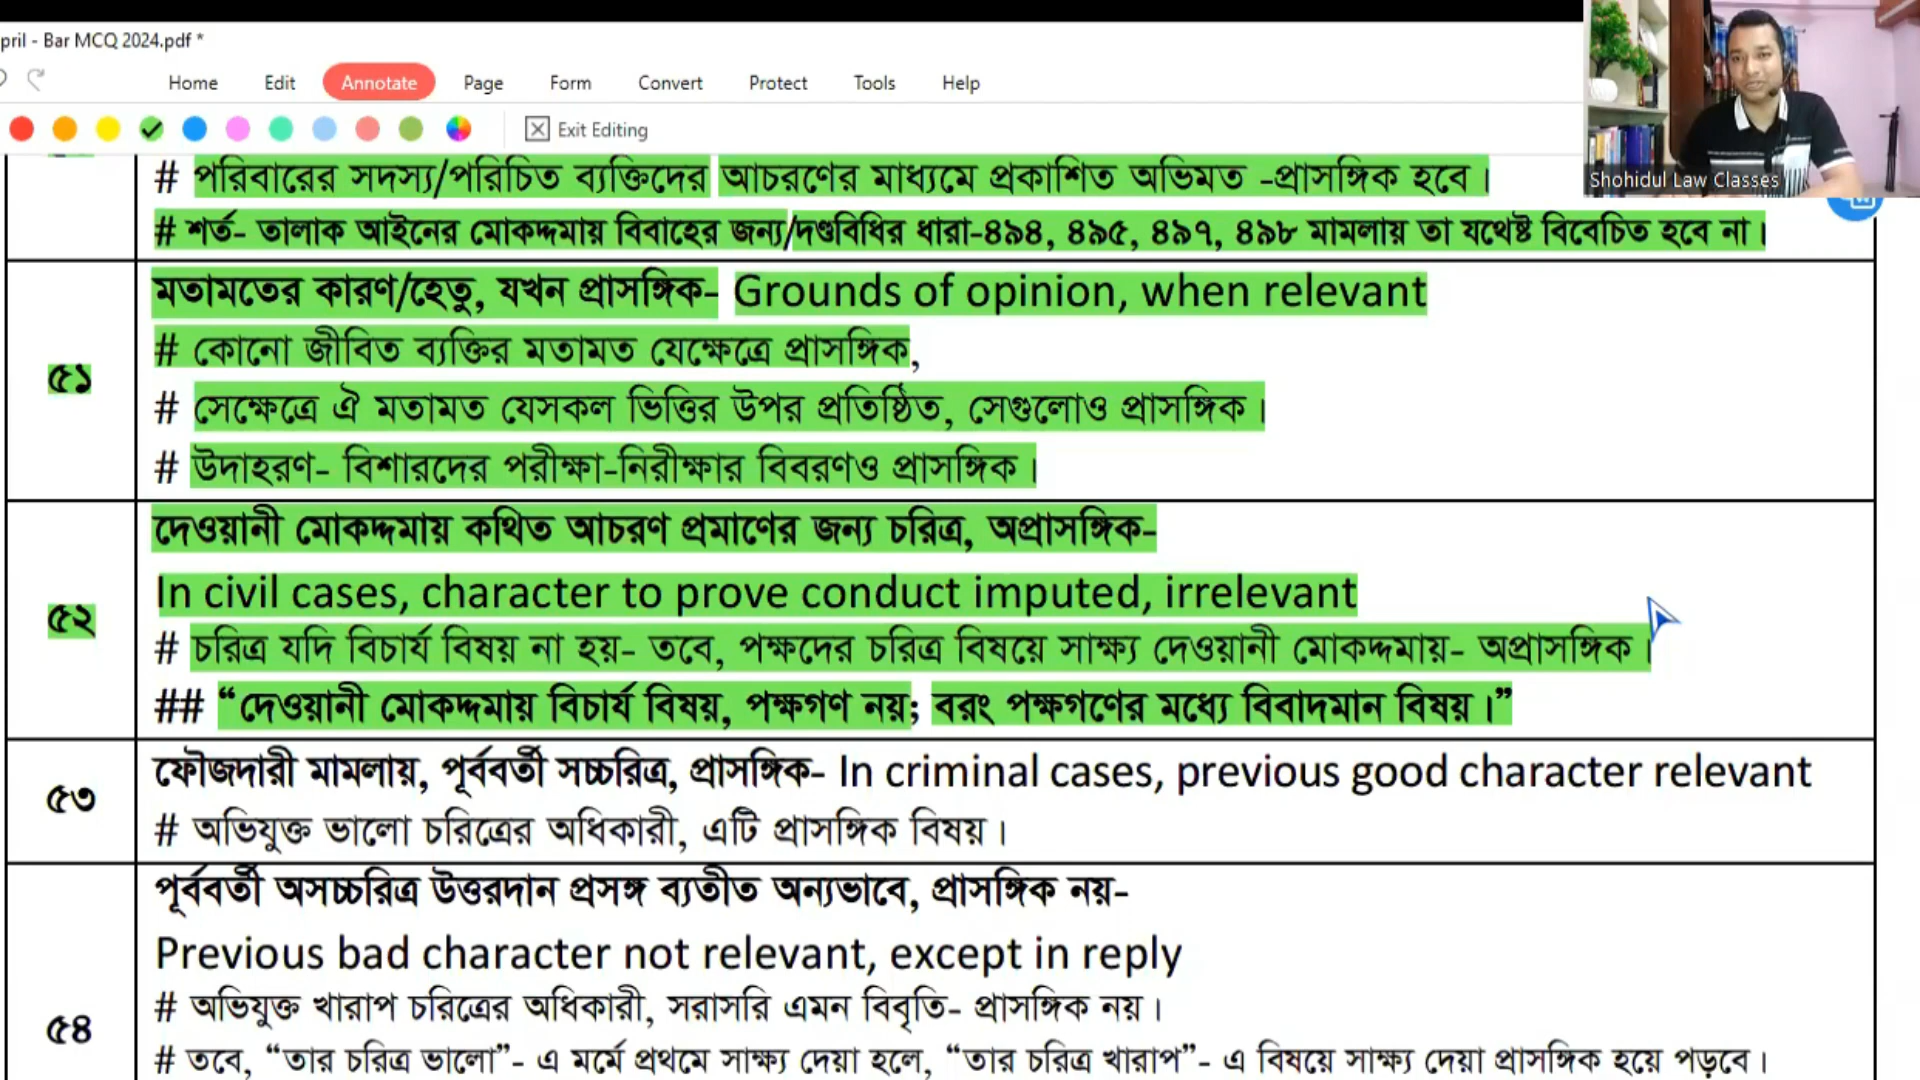 pril - Bar MCQ 2024.pdf *
Home Edit Annotate Page Form Convert Protect Tools Help
Exit Editing
Shohidul Law Classes
# পরিবারের সদস্য/পরিচিত ব্যক্তিদের আচরণের মাধ্যমে প্রকাশিত অভিমত -প্রাসঙ্গিক হবে।
# শর্ত- তালাক আইনের মোকদ্দমায় বিবাহের জন্য/দণ্ডবিধির ধারা-৪৯৪, ৪৯৫, ৪৯৭, ৪৯৮ মামলায় তা যথেষ্ট বিবেচিত হবে না।
৫১
মতামতের কারণ/হেতু, যখন প্রাসঙ্গিক- Grounds of opinion, when relevant
# কোনো জীবিত ব্যক্তির মতামত যেক্ষেত্রে প্রাসঙ্গিক,
# সেক্ষেত্রে ঐ মতামত যেসকল ভিত্তির উপর প্রতিষ্ঠিত, সেগুলোও প্রাসঙ্গিক।
# উদাহরণ- বিশারদের পরীক্ষা-নিরীক্ষার বিবরণও প্রাসঙ্গিক।
৫২
দেওয়ানী মোকদ্দমায় কথিত আচরণ প্রমাণের জন্য চরিত্র, অপ্রাসঙ্গিক-
In civil cases, character to prove conduct imputed, irrelevant
# চরিত্র যদি বিচার্য বিষয় না হয়- তবে, পক্ষদের চরিত্র বিষয়ে সাক্ষ্য দেওয়ানী মোকদ্দমায়- অপ্রাসঙ্গিক।
## “দেওয়ানী মোকদ্দমায় বিচার্য বিষয়, পক্ষগণ নয়; বরং পক্ষগণের মধ্যে বিবাদমান বিষয়।”
৫৩
ফৌজদারী মামলায়, পূর্ববর্তী সচ্চরিত্র, প্রাসঙ্গিক- In criminal cases, previous good character relevant
# অভিযুক্ত ভালো চরিত্রের অধিকারী, এটি প্রাসঙ্গিক বিষয়।
৫৪
পূর্ববর্তী অসচ্চরিত্র উত্তরদান প্রসঙ্গ ব্যতীত অন্যভাবে, প্রাসঙ্গিক নয়-
Previous bad character not relevant, except in reply
# অভিযুক্ত খারাপ চরিত্রের অধিকারী, সরাসরি এমন বিবৃতি- প্রাসঙ্গিক নয়।
# তবে, “তার চরিত্র ভালো”- এ মর্মে প্রথমে সাক্ষ্য দেয়া হলে, “তার চরিত্র খারাপ”- এ বিষয়ে সাক্ষ্য দেয়া প্রাসঙ্গিক হয়ে পড়বে।